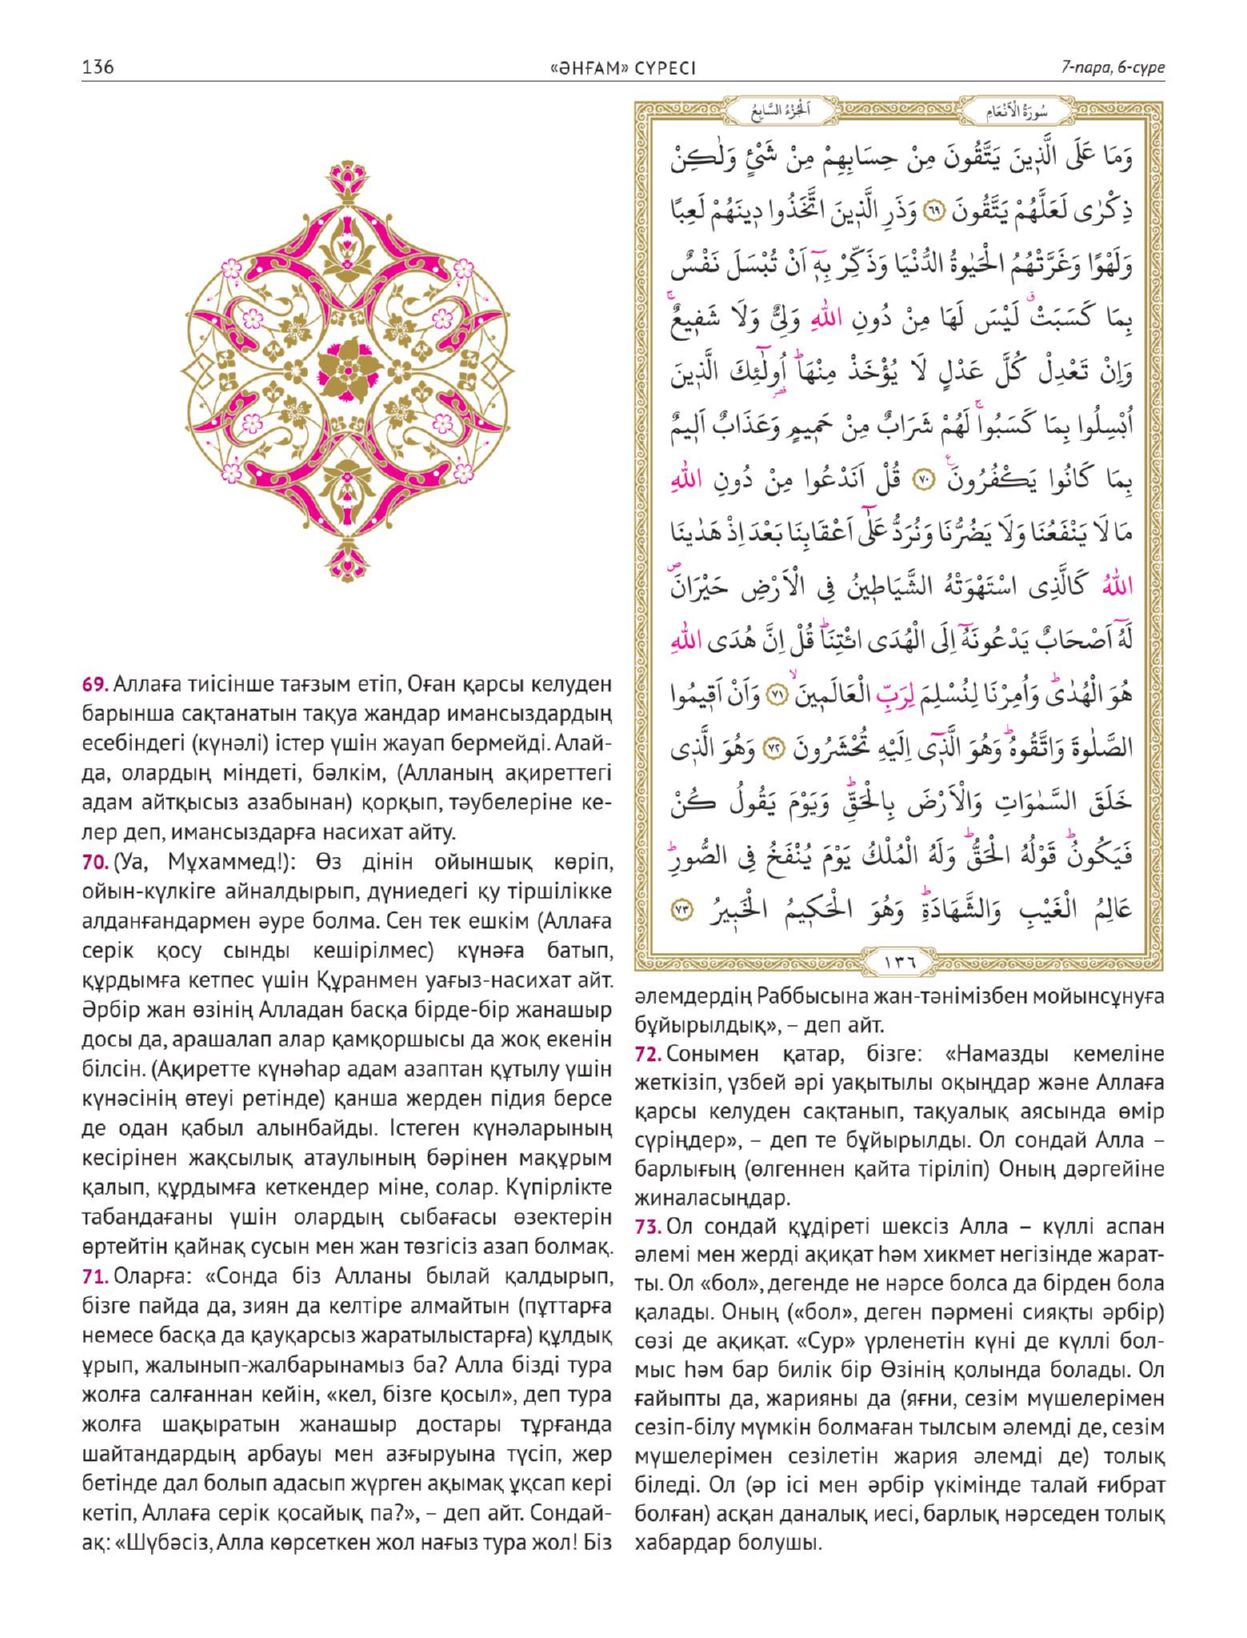 136
«ӘНҒАМ» СҮРЕСІ
7-пара, 6-сүре
69. Аллаға тиісінше тағзым етіп, Оған қарсы келуден
барынша сақтанатын тақуа жандар имансыздардың
есебіндегі (күнәлі) істер үшін жауап бермейді. Алай-
да, олардың міндеті, бәлкім, (Алланың ақиреттегі
адам айтқысыз азабынан) қорқып, тәубелеріне ке-
лер деп, имансыздарға насихат айту.
70. (Уа, Мұхаммед!): Өз дінін ойыншық көріп,
ойын-күлкіге айналдырып, дүниедегі қу тіршілікке
алданғандармен әуре болма. Сен тек ешкім (Аллаға
серік қосу сынды кешірілмес) күнәға батып,
құрдымға кетпес үшін Құранмен уағыз-насихат айт.
Әрбір жан өзінің Алладан басқа бірде-бір жанашыр
досы да, арашалап алар қамқоршысы да жоқ екенін
білсін. (Ақиретте күнәһар адам азаптан құтылу үшін
күнәсінің өтеуі ретінде) қанша жерден підия берсе
де одан қабыл алынбайды. Істеген күнәларының
кесірінен жақсылық атаулының бәрінен мақұрым
қалып, құрдымға кеткендер міне, солар. Күпірлікте
табандағаны үшін олардың сыбағасы өзектерін
өртейтін қайнақ сусын мен жан төзгісіз азап болмақ.
71. Оларға: «Сонда біз Алланы былай қалдырып,
бізге пайда да, зиян да келтіре алмайтын (пұттарға
немесе басқа да қауқарсыз жаратылыстарға) құлдық
ұрып, жалынып-жалбарынамыз ба? Алла бізді тура
жолға салғаннан кейін, «кел, бізге қосыл», деп тура
жолға шақыратын жанашыр достары тұрғанда
шайтандардың арбауы мен азғыруына түсіп, жер
бетінде дал болып адасып жүрген ақымақ ұқсап кері
кетіп, Аллаға серік қосайық па?», – деп айт. Сондай-
ақ: «Шүбәсіз, Алла көрсеткен жол нағыз тура жол! Біз
اَلْجُزْءُ السَّابِعُ
سُورَةُ الْاَنْعَامِ
وَمَا عَلَى الَّذ۪ينَ يَتَّقُونَ مِنْ حِسَابِهِمْ مِنْ شَيْءٍ وَلٰكِنْ
ذِكْرٰى لَعَلَّهُمْ يَتَّقُونَ ﴿٦٩﴾ وَذَرِ الَّذ۪ينَ اتَّخَذُوا د۪ينَهُمْ لَعِبًا
وَلَهْوًا وَغَرَّتْهُمُ الْحَيٰوةُ الدُّنْيَا وَذَكِّرْ بِه۪ٓ اَنْ تُبْسَلَ نَفْسٌ
بِمَا كَسَبَتْۗ لَيْسَ لَهَا مِنْ دُونِ اللّٰهِ وَلِيٌّ وَلَا شَف۪يعٌۚ
وَاِنْ تَعْدِلْ كُلَّ عَدْلٍ لَا يُؤْخَذْ مِنْهَاۜ اُو۬لٰٓئِكَ الَّذ۪ينَ
اُبْسِلُوا بِمَا كَسَبُواۚ لَهُمْ شَرَابٌ مِنْ حَم۪يمٍ وَعَذَابٌ اَل۪يمٌ
بِمَا كَانُوا يَكْفُرُونَ۟ ﴿٧٠﴾ قُلْ اَنَدْعُوا مِنْ دُونِ اللّٰهِ
مَا لَا يَنْفَعُنَا وَلَا يَضُرُّنَا وَنُرَدُّ عَلٰٓى اَعْقَابِنَا بَعْدَ اِذْ هَدٰينَا
اللّٰهُ كَالَّذِى اسْتَهْوَتْهُ الشَّيَاط۪ينُ فِى الْاَرْضِ حَيْرَانَۖ
لَهُٓ اَصْحَابٌ يَدْعُونَهُٓ اِلَى الْهُدَى ائْتِنَاۜ قُلْ اِنَّ هُدَى اللّٰهِ
هُوَ الْهُدٰىۜ وَاُمِرْنَا لِنُسْلِمَ لِرَبِّ الْعَالَم۪ينَۙ ﴿٧١﴾ وَاَنْ اَق۪يمُوا
الصَّلٰوةَ وَاتَّقُوهُۜ وَهُوَ الَّذ۪ٓى اِلَيْهِ تُحْشَرُونَ ﴿٧٢﴾ وَهُوَ الَّذ۪ى
خَلَقَ السَّمٰوَاتِ وَالْاَرْضَ بِالْحَقِّۜ وَيَوْمَ يَقُولُ كُنْ
فَيَكُونُۜ قَوْلُهُ الْحَقُّۜ وَلَهُ الْمُلْكُ يَوْمَ يُنْفَخُ فِى الصُّورِۜ
عَالِمُ الْغَيْبِ وَالشَّهَادَةِۜ وَهُوَ الْحَك۪يمُ الْخَب۪يرُ ﴿٧٣﴾
١٣٦
әлемдердің Раббысына жан-тәнімізбен мойынсұнуға
бұйырылдық», – деп айт.
72. Сонымен қатар, бізге: «Намазды кемеліне
жеткізіп, үзбей әрі уақытылы оқыңдар және Аллаға
қарсы келуден сақтанып, тақуалық аясында өмір
сүріңдер», – деп те бұйырылды. Ол сондай Алла –
барлығың (өлгеннен қайта тіріліп) Оның дәргейіне
жиналасыңдар.
73. Ол сондай құдіреті шексіз Алла – күллі аспан
әлемі мен жерді ақиқат һәм хикмет негізінде жарат-
ты. Ол «бол», дегенде не нәрсе болса да бірден бола
қалады. Оның («бол», деген пәрмені сияқты әрбір)
сөзі де ақиқат. «Сур» үрленетін күні де күллі бол-
мыс һәм бар билік бір Өзінің қолында болады. Ол
ғайыпты да, жарияны да (яғни, сезім мүшелерімен
сезіп-білу мүмкін болмаған тылсым әлемді де, сезім
мүшелерімен сезілетін жария әлемді де) толық
біледі. Ол (әр ісі мен әрбір үкімінде талай ғибрат
болған) асқан даналық иесі, барлық нәрседен толық
хабардар болушы.